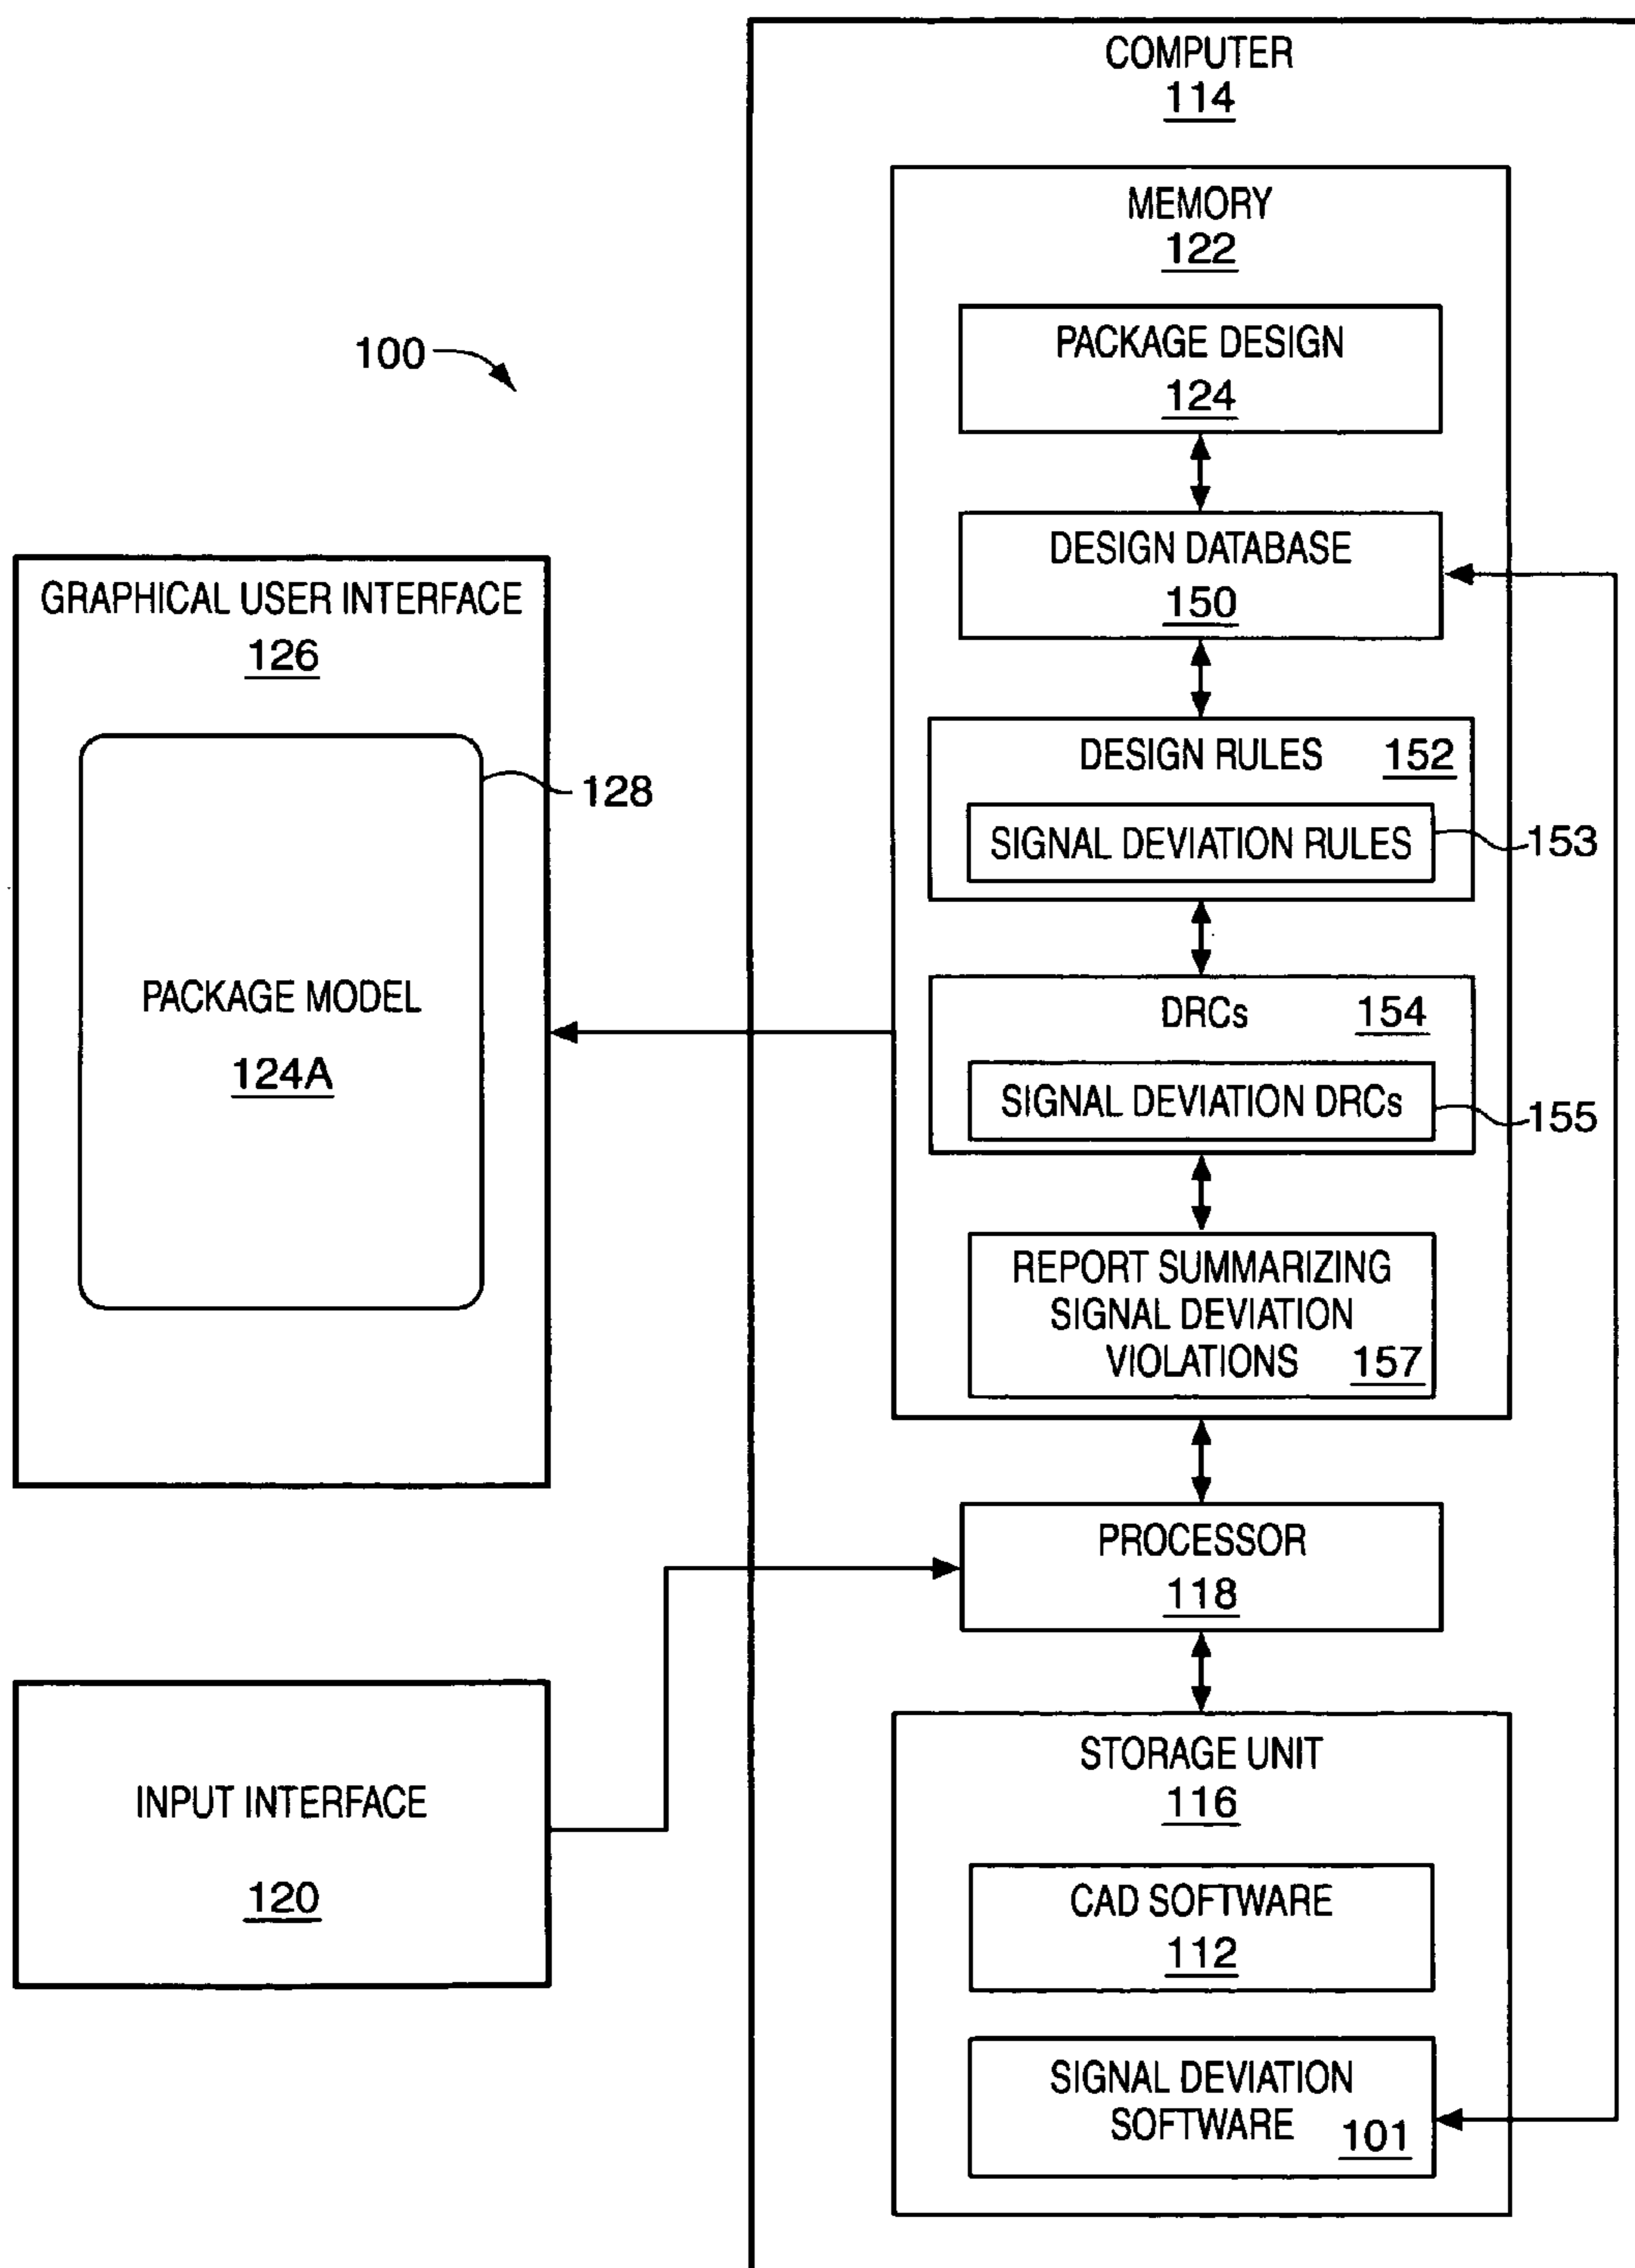 COMPUTER
114
MEMORY
122
PACKAGE DESIGN
124
100
DESIGN DATABASE
150
GRAPHICAL USER INTERFACE
126
DESIGN RULES 152
128
SIGNAL DEVIATION RULES
153
PACKAGE MODEL
124A
DRCs 154
SIGNAL DEVIATION DRCs
155
REPORT SUMMARIZING
SIGNAL DEVIATION
VIOLATIONS 157
PROCESSOR
118
INPUT INTERFACE
120
STORAGE UNIT
116
CAD SOFTWARE
112
SIGNAL DEVIATION
SOFTWARE 101